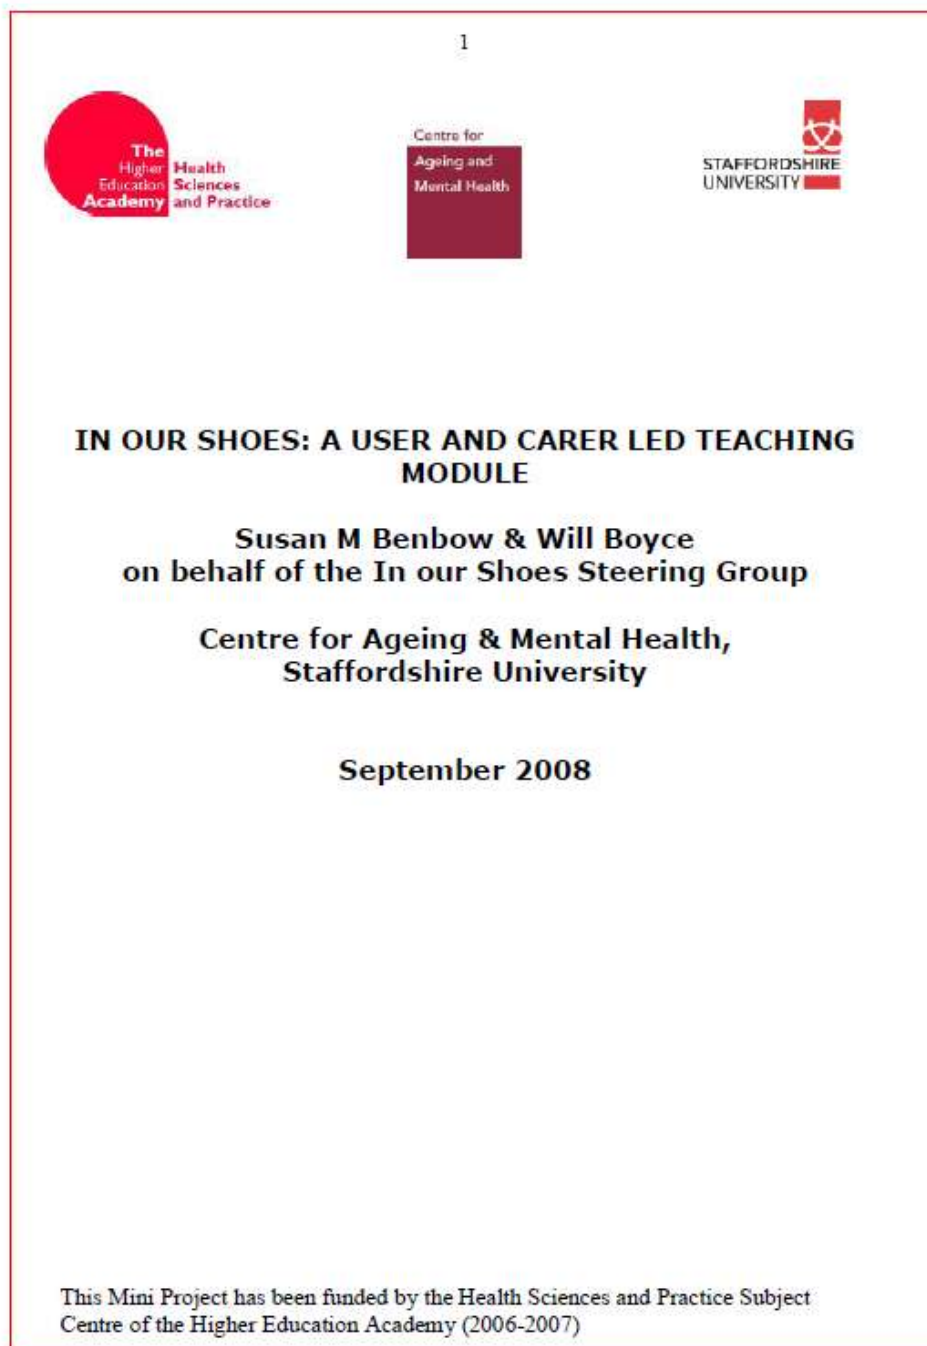 1
The
Higher
Education
Academy
Health
Sciences
and Practice
Centre for
Ageing and
Mental Health
STAFFORDSHIRE
UNIVERSITY
IN OUR SHOES: A USER AND CARER LED TEACHING
MODULE
Susan M Benbow & Will Boyce
on behalf of the In our Shoes Steering Group
Centre for Ageing & Mental Health,
Staffordshire University
September 2008
This Mini Project has been funded by the Health Sciences and Practice Subject
Centre of the Higher Education Academy (2006-2007)